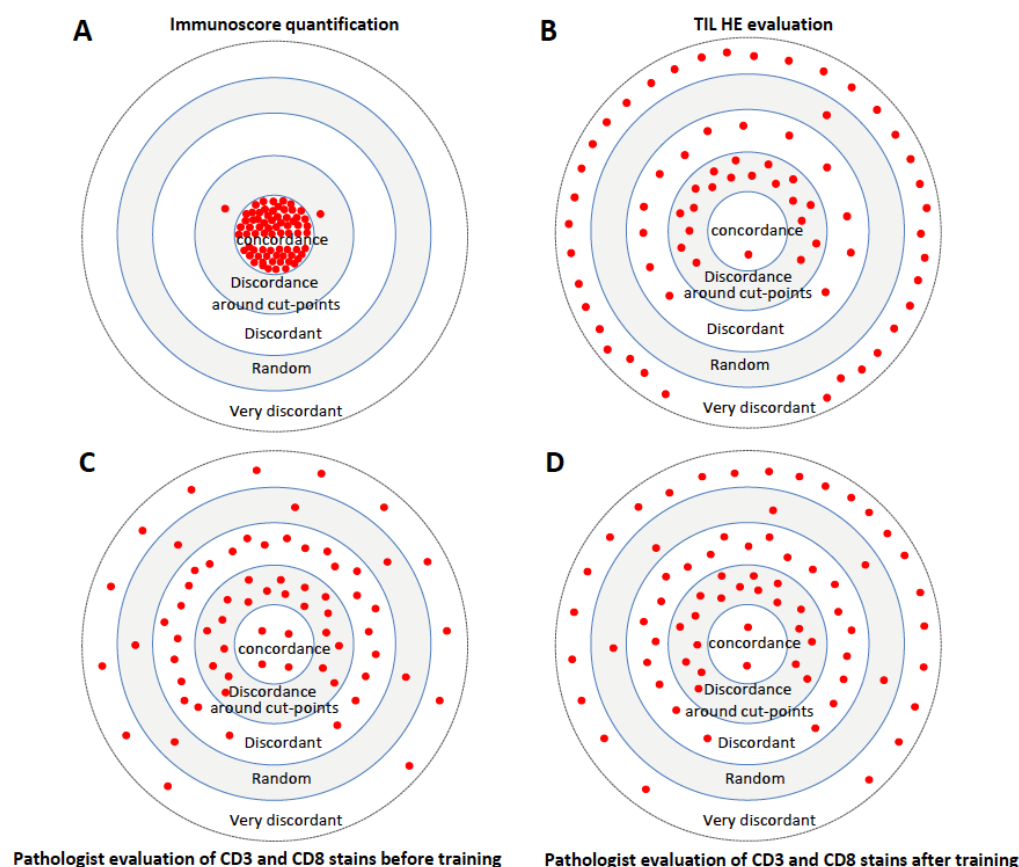 A
Immunoscore quantification
concordance
Discordance
around cut-points
Discordant
Random
Very discordant
B
TIL HE evaluation
concordance
Discordance
around cut-points
Discordant
Random
Very discordant
C
concordance
Discordance
around cut-points
Discordant
Random
Very discordant
Pathologist evaluation of CD3 and CD8 stains before training
D
concordance
Discordance
around cut-points
Discordant
Random
Very discordant
Pathologist evaluation of CD3 and CD8 stains after training